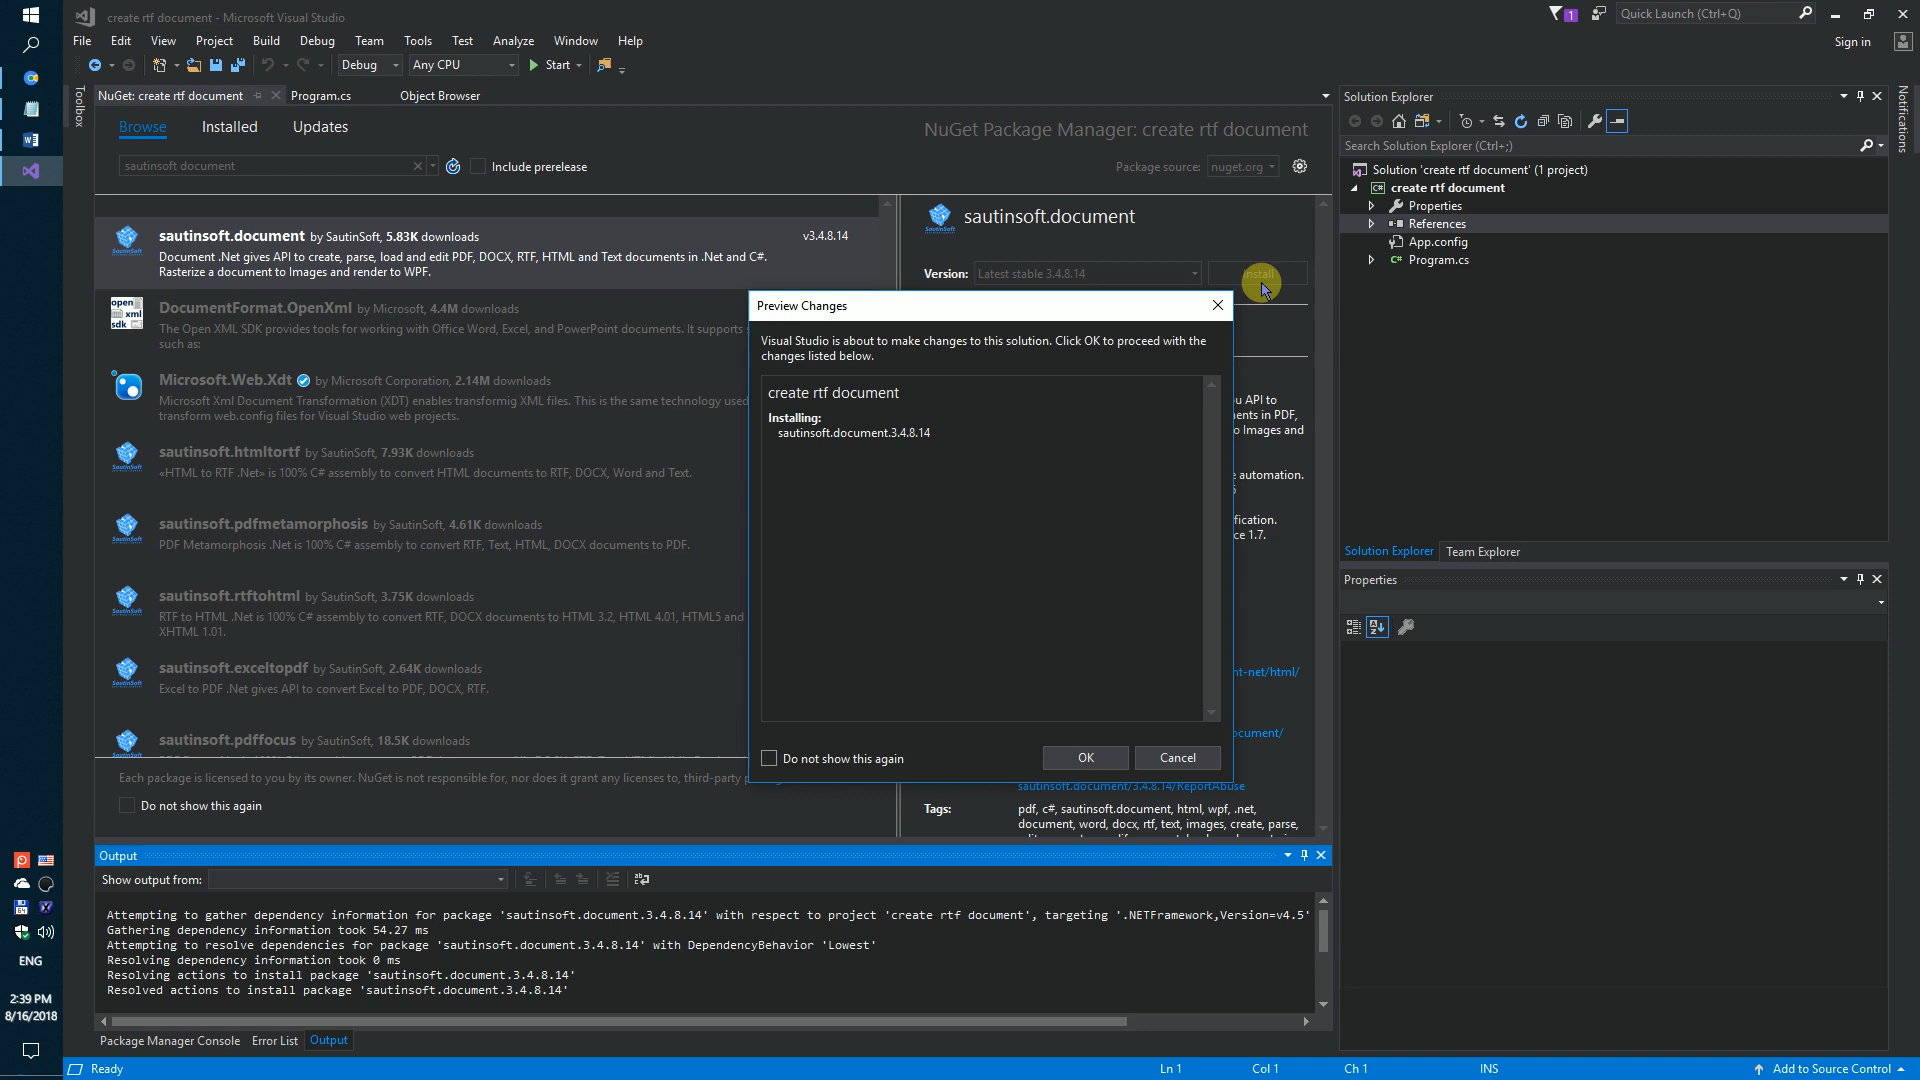 create rtf document - Microsoft Visual Studio
1
Quick Launch (Ctrl+Q)
File Edit View Project Build Debug Team Tools Test Analyze Window Help
Sign in
Debug Any CPU Start
Toolbox
NuGet: create rtf document Program.cs Object Browser
Browse Installed Updates
NuGet Package Manager: create rtf document
sautinsoft document
Include prerelease
Package source: nuget.org
sautinsoft.document by SautinSoft, 5.83K downloads v3.4.8.14
Document .Net gives API to create, parse, load and edit PDF, DOCX, RTF, HTML and Text documents in .Net and C#.
Rasterize a document to Images and render to WPF.
open
xml
sdk
DocumentFormat.OpenXml by Microsoft, 4.4M downloads
The Open XML SDK provides tools for working with Office Word, Excel, and PowerPoint documents. It supports
such as:
Microsoft.Web.Xdt by Microsoft Corporation, 2.14M downloads
Microsoft Xml Document Transformation (XDT) enables transformig XML files. This is the same technology used
transform web.config files for Visual Studio web projects.
sautinsoft.htmltortf by SautinSoft, 7.93K downloads
«HTML to RTF .Net» is 100% C# assembly to convert HTML documents to RTF, DOCX, Word and Text.
sautinsoft.pdfmetamorphosis by SautinSoft, 4.61K downloads
PDF Metamorphosis .Net is 100% C# assembly to convert RTF, Text, HTML, DOCX documents to PDF.
sautinsoft.rtftohtml by SautinSoft, 3.75K downloads
RTF to HTML .Net is 100% C# assembly to convert RTF, DOCX documents to HTML 3.2, HTML 4.01, HTML5 and
XHTML 1.01.
sautinsoft.exceltopdf by SautinSoft, 2.64K downloads
Excel to PDF .Net gives API to convert Excel to PDF, DOCX, RTF.
sautinsoft.pdffocus by SautinSoft, 18.5K downloads
Each package is licensed to you by its owner. NuGet is not responsible for, nor does it grant any licenses to, third-party
Do not show this again
sautinsoft.document
Version: Latest stable 3.4.8.14 Install
u API to
ents in PDF,
o Images and
e automation.
fication.
ce 1.7.
nt-net/html/
ocument/
sautinsoft.document/3.4.8.14/ReportAbuse
Tags: pdf, c#, sautinsoft.document, html, wpf, .net,
document, word, docx, rtf, text, images, create, parse,
Preview Changes
Visual Studio is about to make changes to this solution. Click OK to proceed with the
changes listed below.
create rtf document
Installing:
sautinsoft.document.3.4.8.14
Do not show this again
OK Cancel
Output
Show output from:
Attempting to gather dependency information for package 'sautinsoft.document.3.4.8.14' with respect to project 'create rtf document', targeting '.NETFramework,Version=v4.5'
Gathering dependency information took 54.27 ms
Attempting to resolve dependencies for package 'sautinsoft.document.3.4.8.14' with DependencyBehavior 'Lowest'
Resolving dependency information took 0 ms
Resolving actions to install package 'sautinsoft.document.3.4.8.14'
Resolved actions to install package 'sautinsoft.document.3.4.8.14'
Package Manager Console Error List Output
Solution Explorer
Search Solution Explorer (Ctrl+;)
Solution 'create rtf document' (1 project)
create rtf document
Properties
References
App.config
C# Program.cs
Solution Explorer Team Explorer
Properties
Notifications
ENG
2:39 PM
8/16/2018
Ready Ln 1 Col 1 Ch 1 INS Add to Source Control